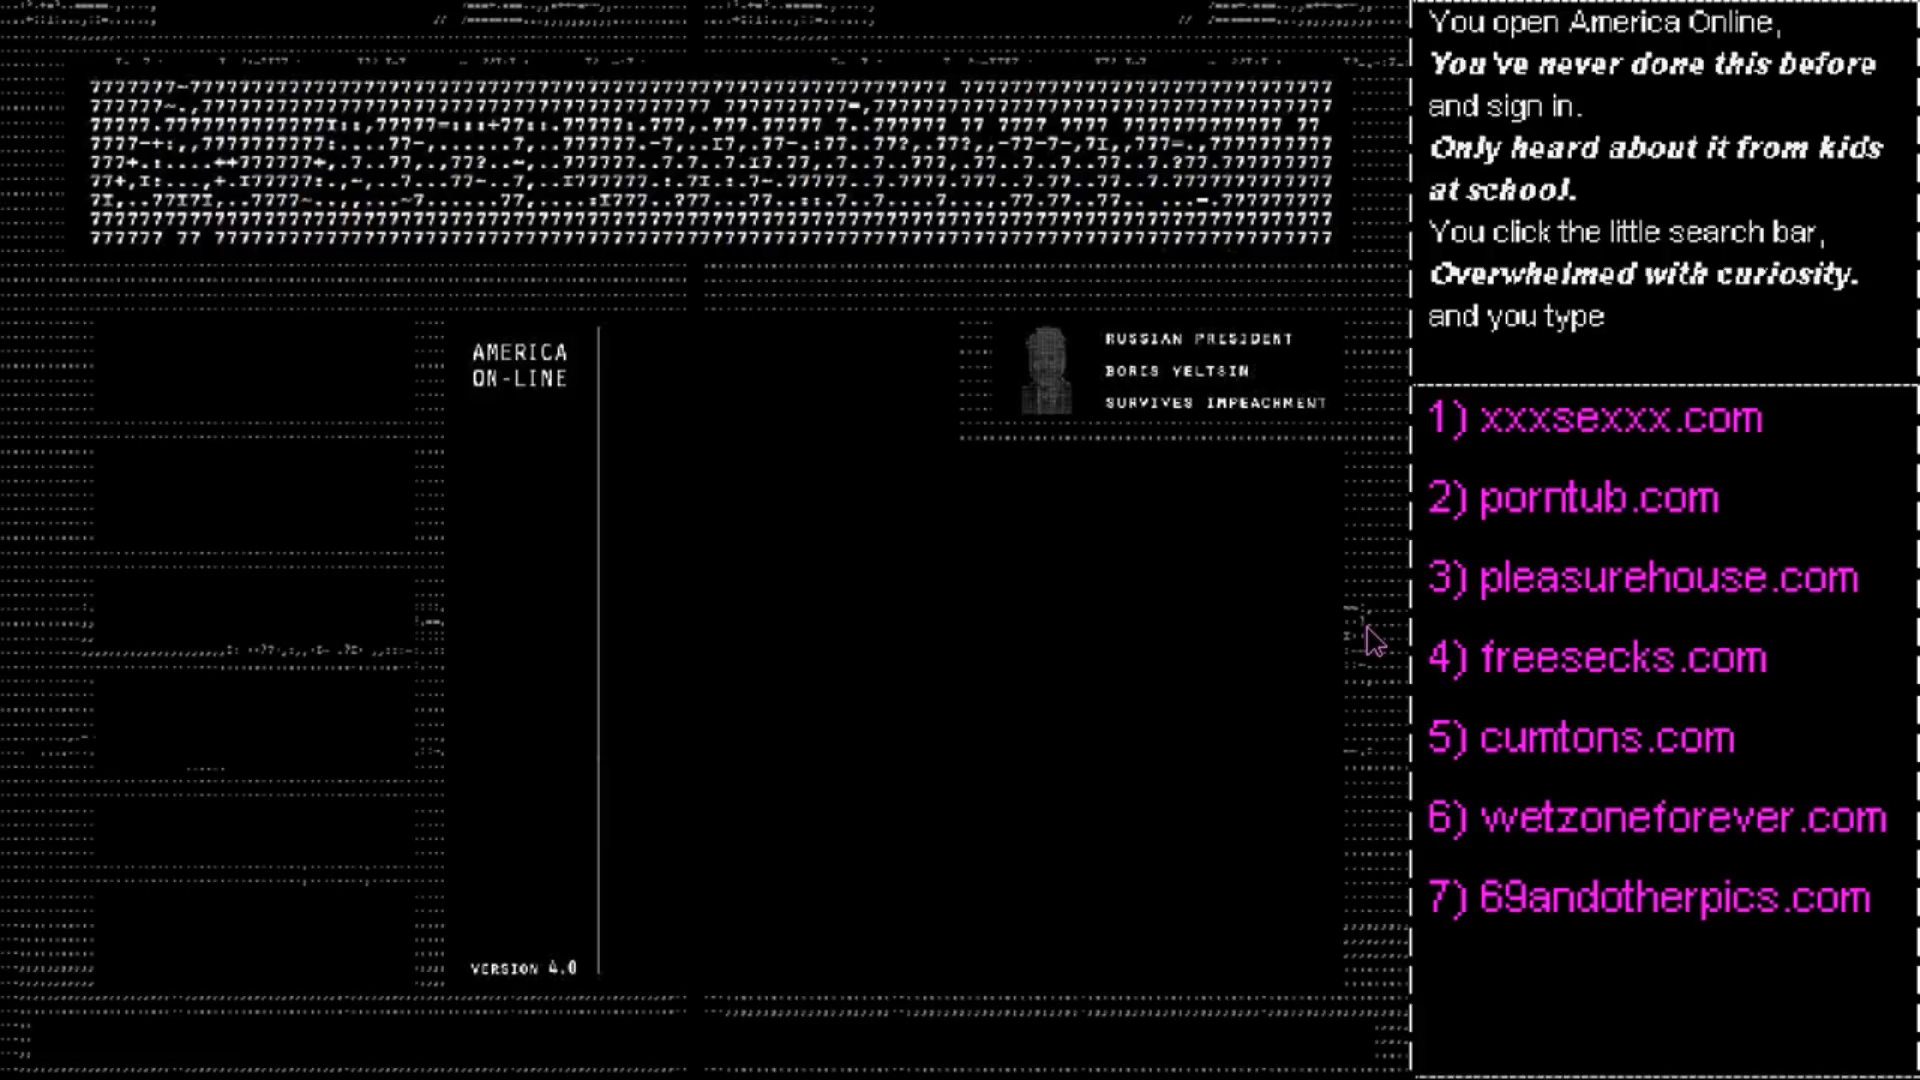 You open America Online,
You've never done this before
and sign in.
Only heard about it from kids
at school.
You click the little search bar,
Overwhelmed with curiosity.
and you type
AMERICA
ON-LINE
RUSSIAN PRESIDENT
BORIS YELTSIN
SURVIVES IMPEACHMENT
VERSION 4.0
1) xxxsexxx.com
2) porntub.com
3) pleasurehouse.com
4) freesecks.com
5) cumtons.com
6) wetzoneforever.com
7) 69andotherpics.com